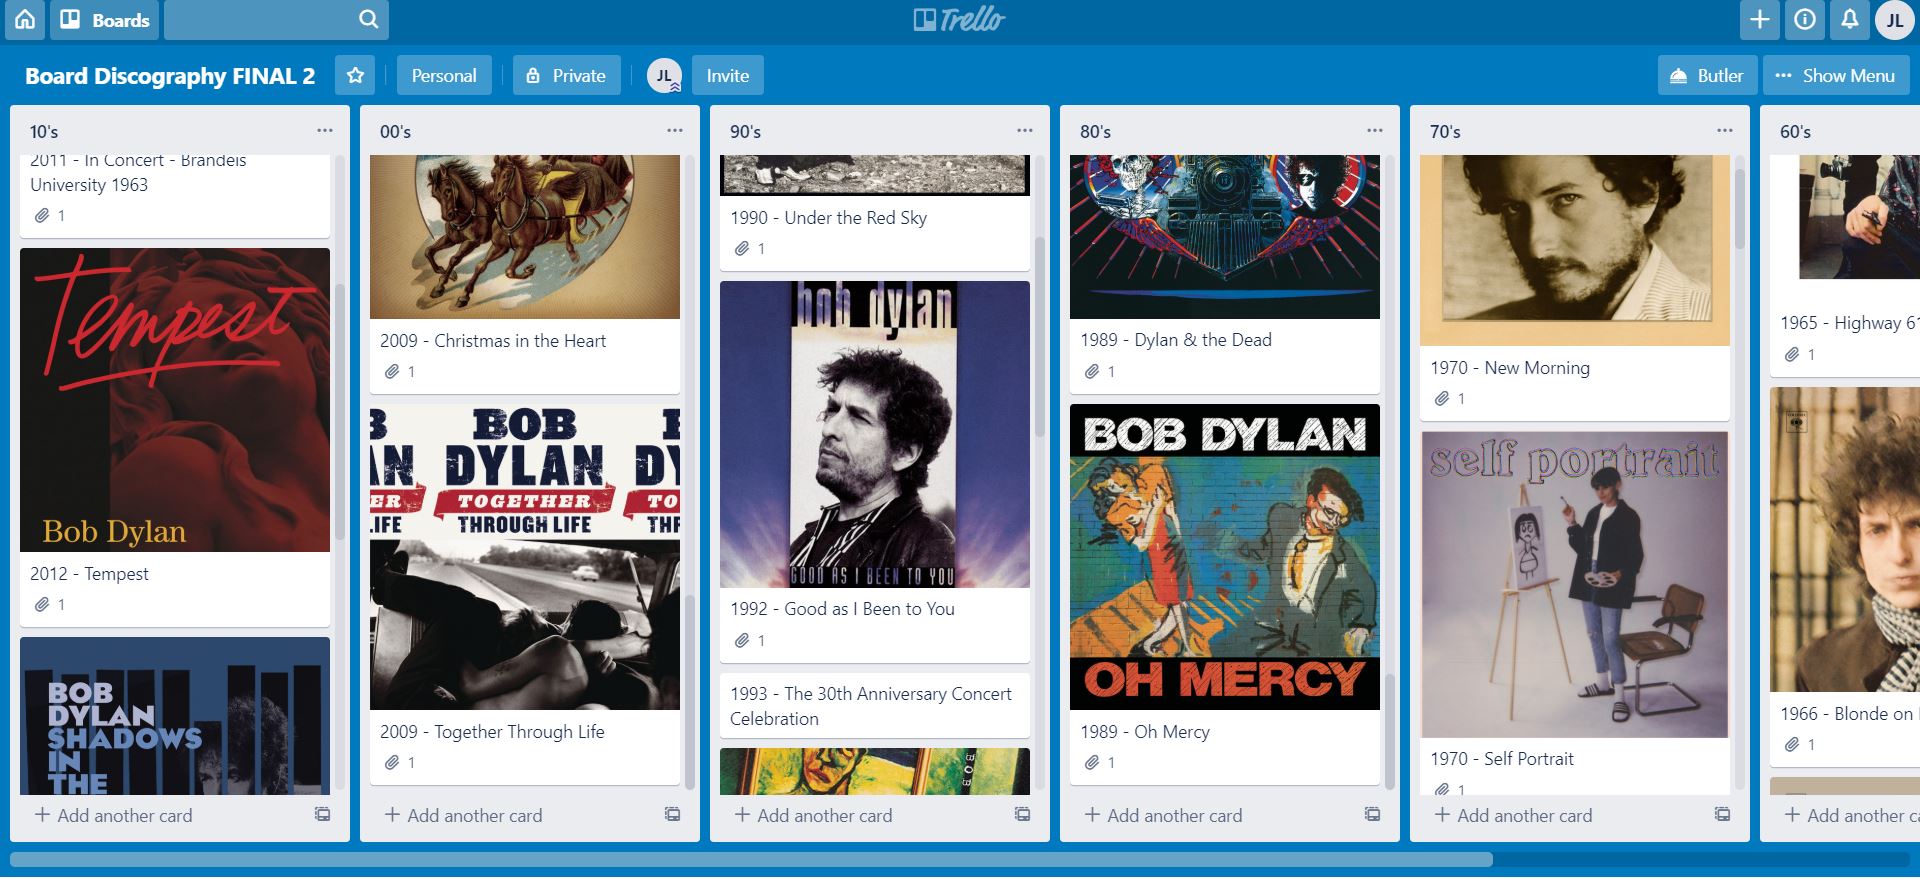 Boards
Trello
JL
Board Discography FINAL 2
Personal
Private
JL
Invite
Butler
Show Menu
10's
2011 - In Concert - Brandeis
University 1963
1
Tempest
Bob Dylan
2012 - Tempest
1
BOB
DYLAN
SHADOWS
IN
THE
+ Add another card
00's
2009 - Christmas in the Heart
1
BOB
DYLAN
TOGETHER
THROUGH LIFE
2009 - Together Through Life
1
+ Add another card
90's
1990 - Under the Red Sky
1
bob dylan
GOOD AS I BEEN TO YOU
1992 - Good as I Been to You
1
1993 - The 30th Anniversary Concert
Celebration
BOB
+ Add another card
80's
1989 - Dylan & the Dead
1
BOB DYLAN
OH MERCY
1989 - Oh Mercy
1
+ Add another card
70's
1970 - New Morning
1
self portrait
1970 - Self Portrait
1
+ Add another card
60's
1965 - Highway 61
1
1966 - Blonde on
1
+ Add another c